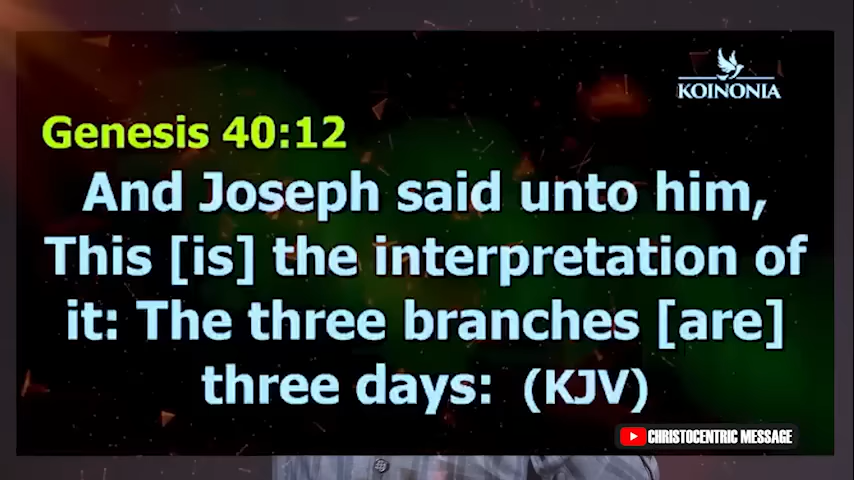 KOINONIA
Genesis 40:12
And Joseph said unto him,
This [is] the interpretation of
it: The three branches [are]
three days: (KJV)
CHRISTOCENTRIC MESSAGE